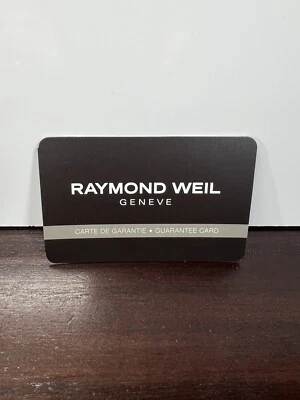 RAYMOND WEIL
GENEVE
CARTE DE GARANTIE • GUARANTEE CARD